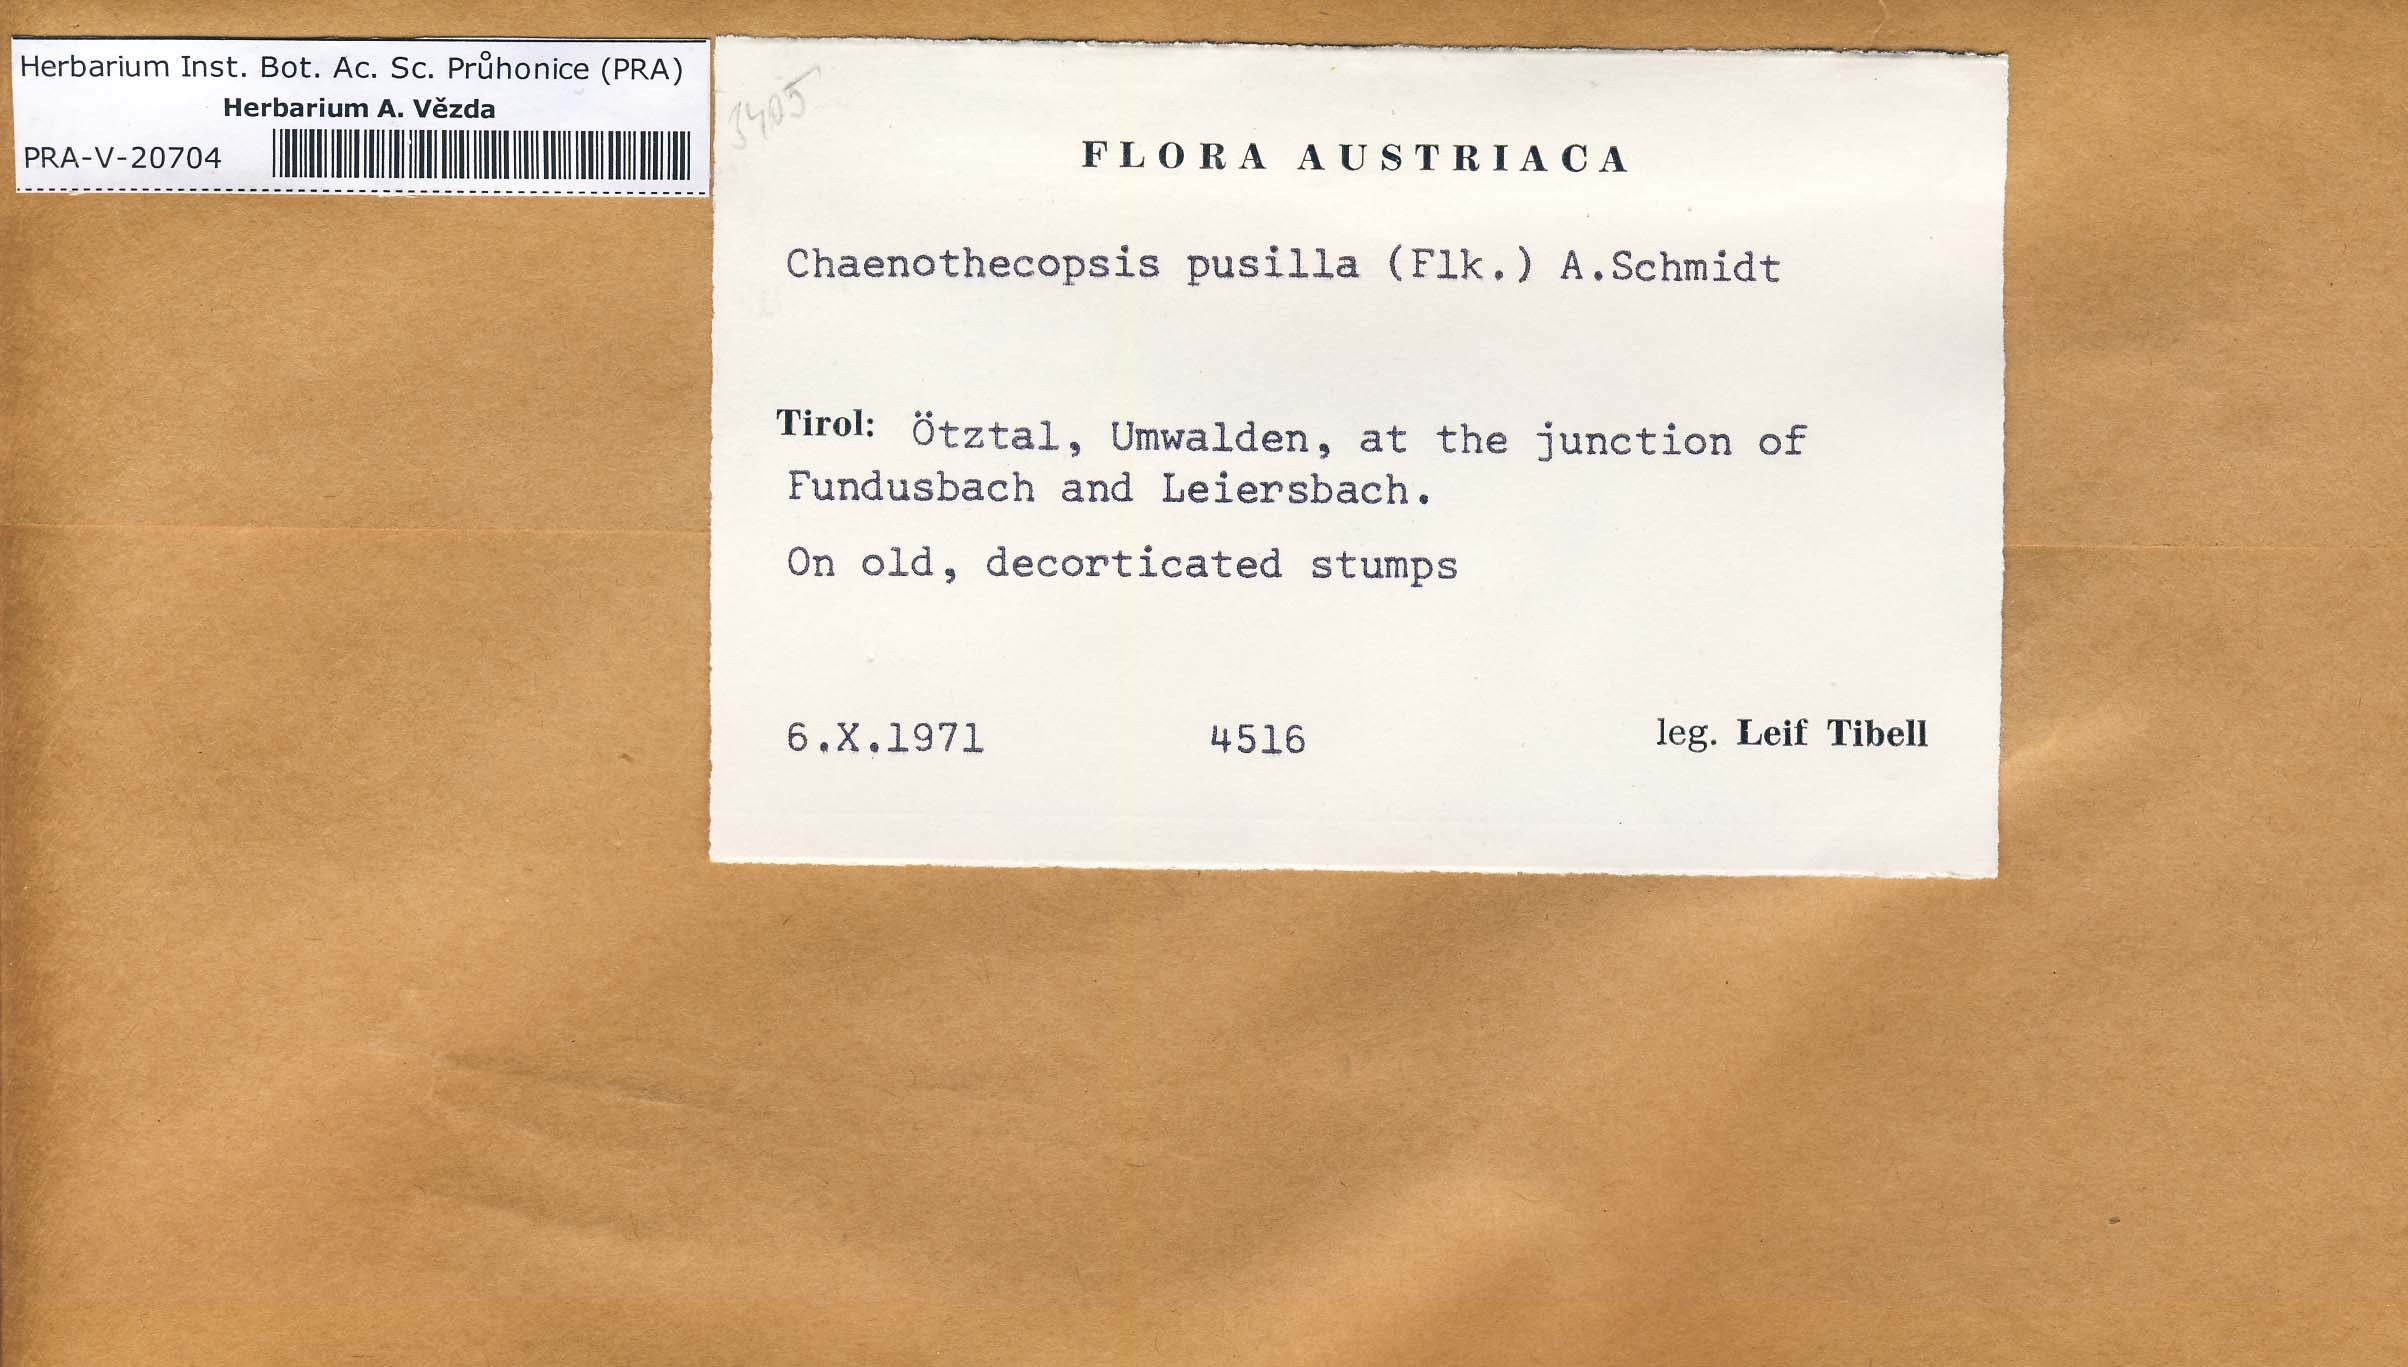 Herbarium Inst. Bot. Ac. Sc. Průhonice (PRA)
Herbarium A. Vězda
PRA-V-20704
3405
FLORA AUSTRIACA
Chaenothecopsis pusilla (Flk.) A.Schmidt
Tirol: Ötztal, Umwalden, at the junction of
Fundusbach and Leiersbach.
On old, decorticated stumps
6.X.1971 4516 leg. Leif Tibell